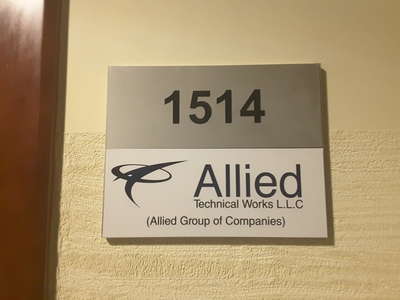 1514
Allied
Technical Works L.L.C
(Allied Group of Companies)